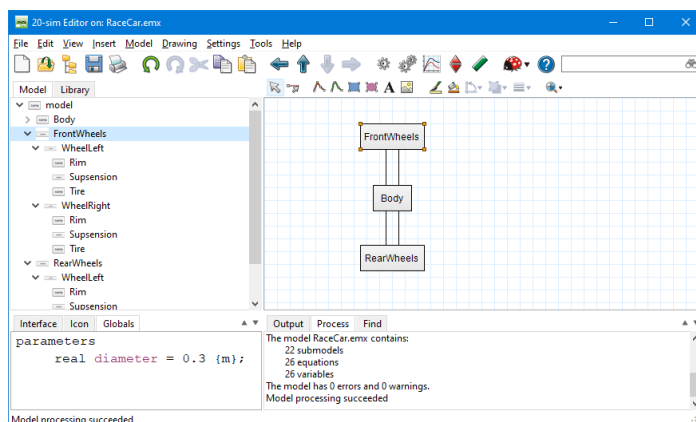 20-sim Editor on: RaceCar.emx
File Edit View Insert Model Drawing Settings Tools Help
Model Library
model
Body
FrontWheels
WheelLeft
Rim
Supsension
Tire
WheelRight
Rim
Supsension
Tire
RearWheels
WheelLeft
Rim
Supsension
FrontWheels
Body
RearWheels
Interface Icon Globals
parameters
real diameter = 0.3 {m};
Output Process Find
The model RaceCar.emx contains:
22 submodels
26 equations
26 variables
The model has 0 errors and 0 warnings.
Model processing succeeded
Model processing succeeded